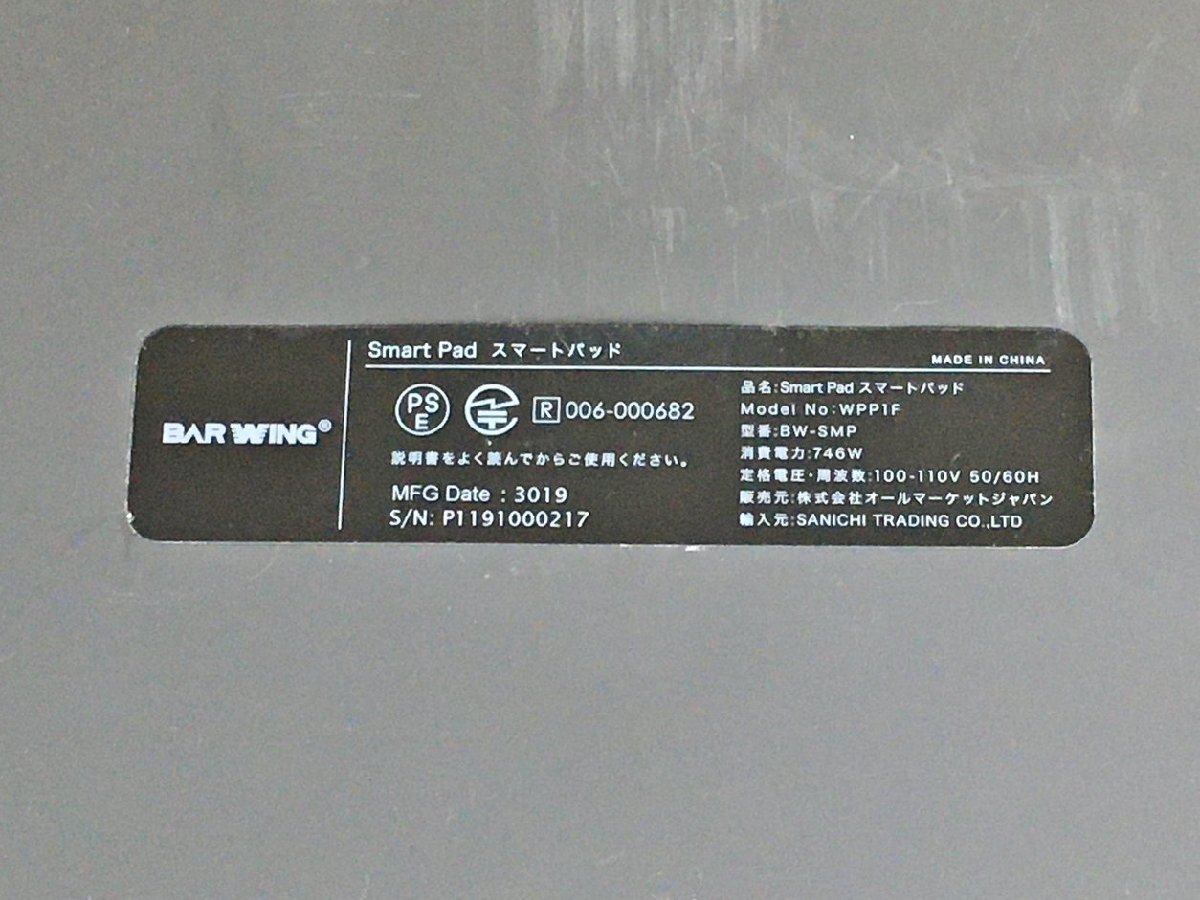 BARWING®
Smart Pad スマートパッド
MADE IN CHINA
PSE
R 006-000682
説明書をよく読んでからご使用ください。
MFG Date : 3019
S/N: P1191000217
品名:Smart Pad スマートパッド
Model No:WPP1F
型番:BW-SMP
消費電力:746W
定格電圧・周波数:100-110V 50/60H
販売元:株式会社オールマーケットジャパン
輸入元:SANICHI TRADING CO.,LTD